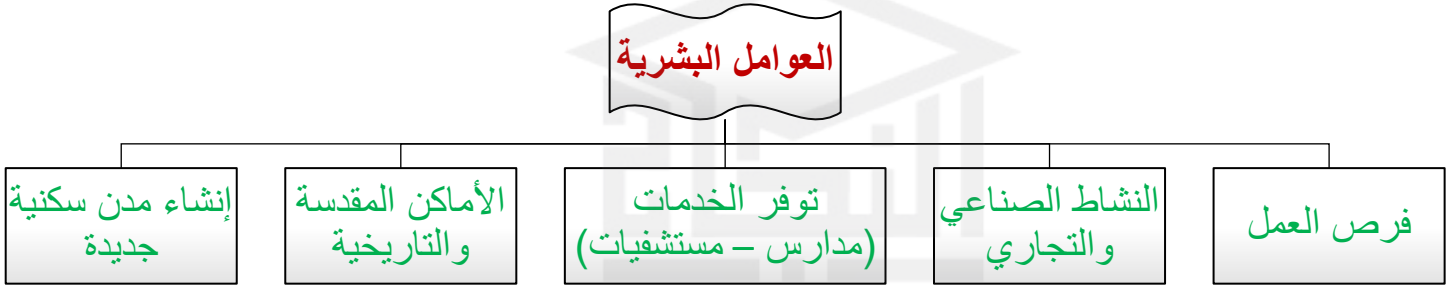 العوامل البشرية
فرص العمل
النشاط الصناعي
والتجاري
توفر الخدمات
(مدارس – مستشفيات)
الأماكن المقدسة
والتاريخية
إنشاء مدن سكنية
جديدة